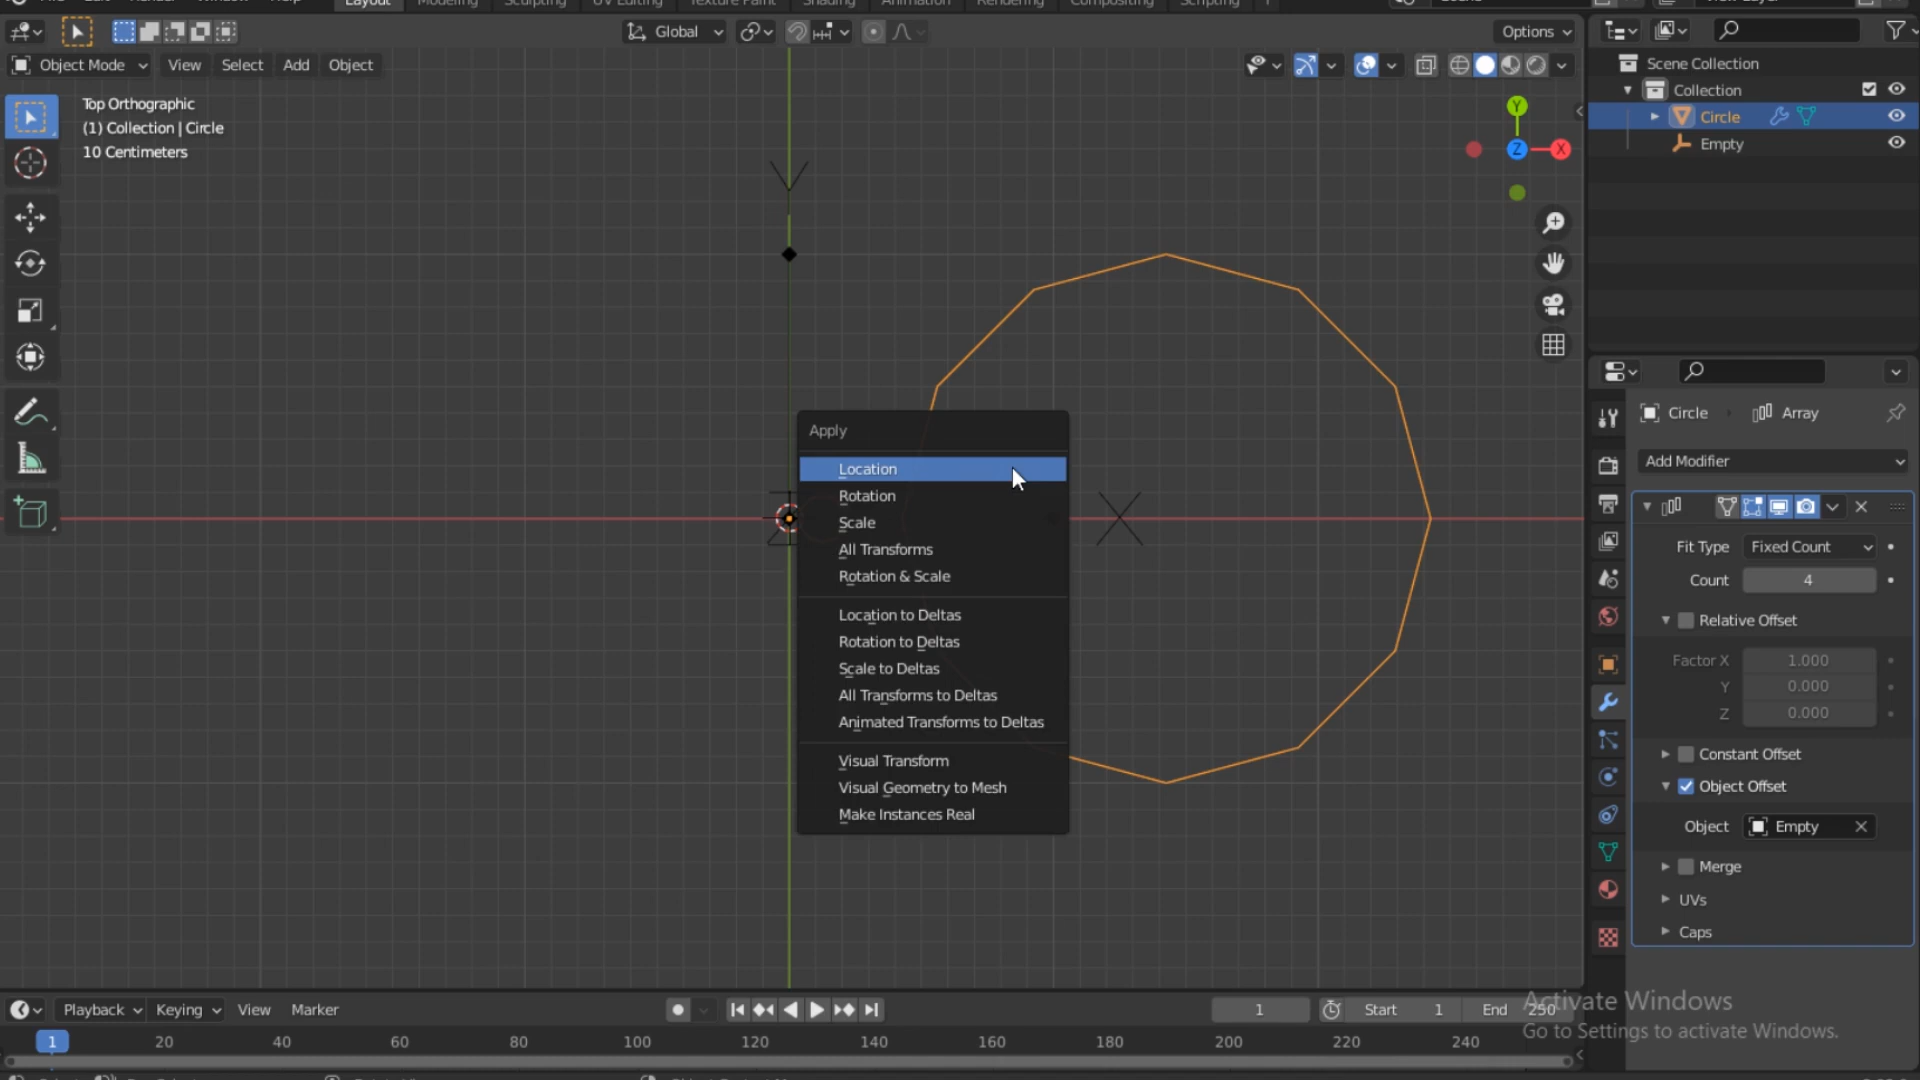 Layout
Modeling
Sculpting
UV Editing
Texture Paint
Shading
Animation
Rendering
Compositing
Scripting
Global
Options
Object Mode
View
Select
Add
Object
Top Orthographic
(1) Collection | Circle
10 Centimeters
Y
Z
X
Scene Collection
Collection
Circle
Empty
Apply
Location
Rotation
Scale
All Transforms
Rotation & Scale
Location to Deltas
Rotation to Deltas
Scale to Deltas
All Transforms to Deltas
Animated Transforms to Deltas
Visual Transform
Visual Geometry to Mesh
Make Instances Real
Circle
Array
Add Modifier
Fit Type
Fixed Count
Count
4
Relative Offset
Factor X
1.000
Y
0.000
Z
0.000
Constant Offset
Object Offset
Object
Empty
Merge
UVs
Caps
Playback
Keying
View
Marker
1
Start
1
End
250
Activate Windows
Go to Settings to activate Windows.
1
20
40
60
80
100
120
140
160
180
200
220
240